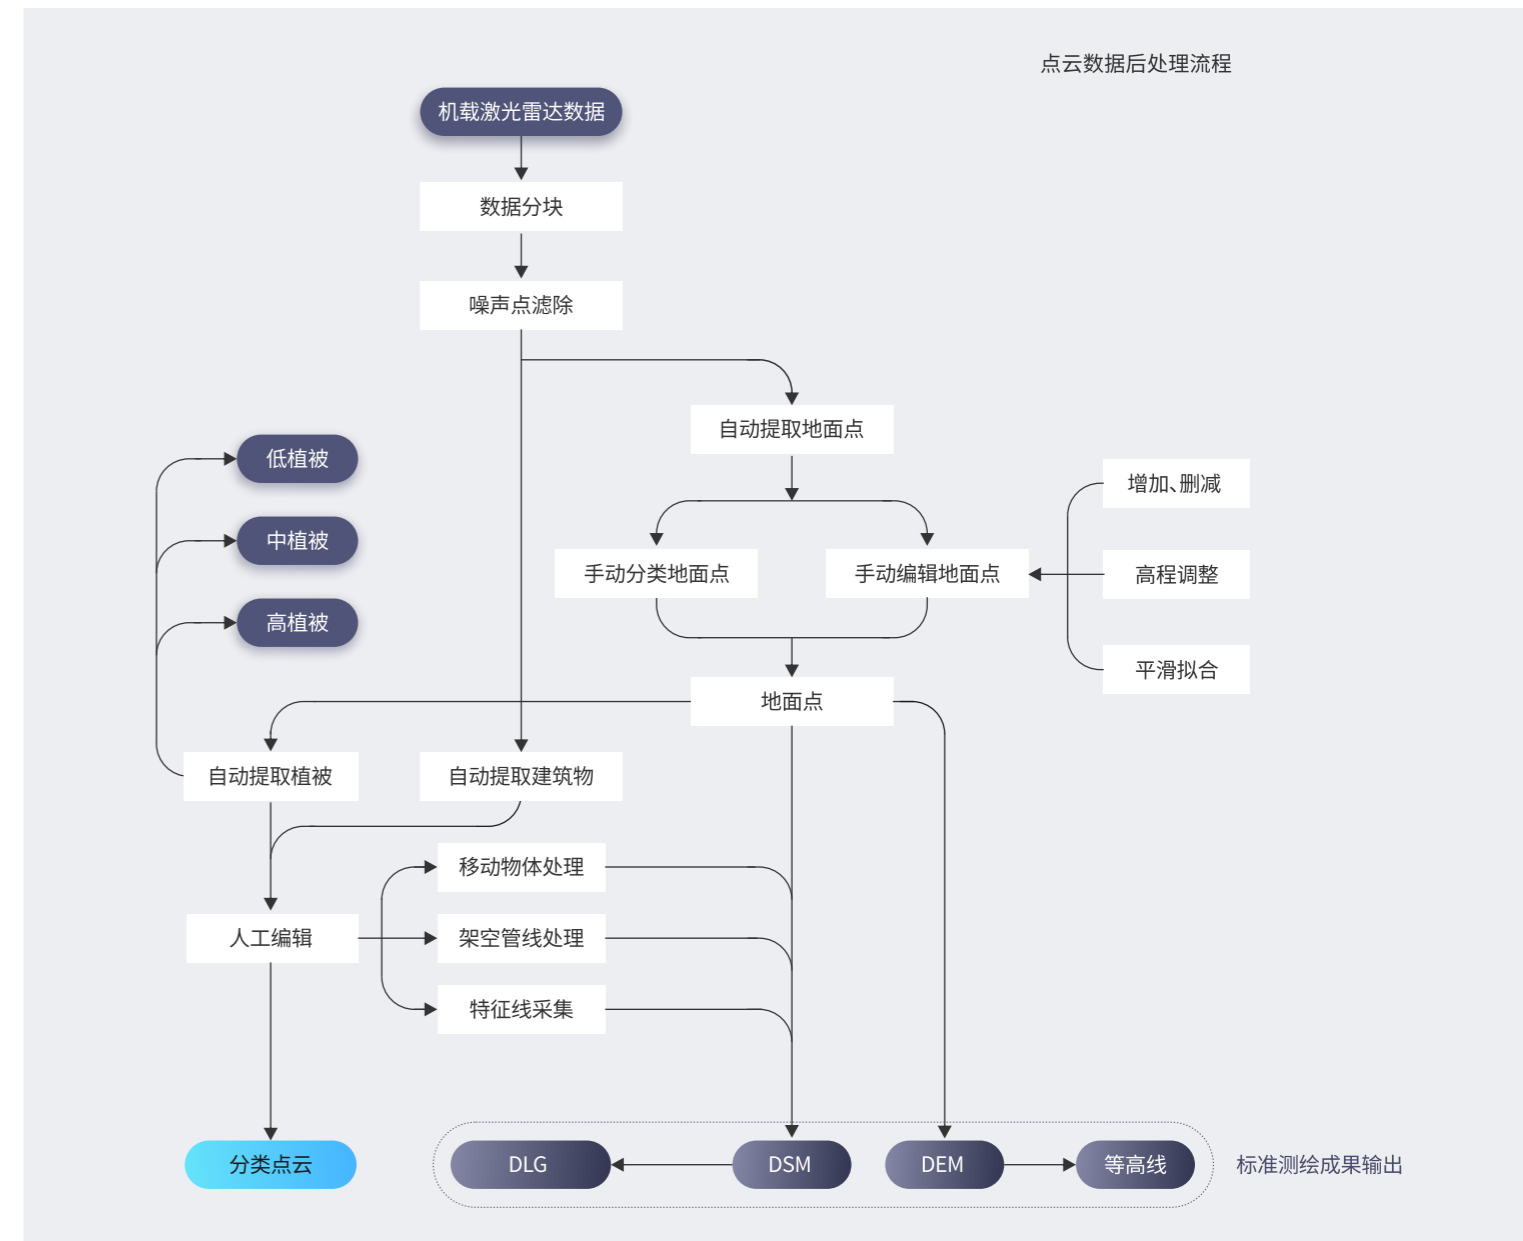 点云数据后处理流程
机载激光雷达数据
数据分块
噪声点滤除
自动提取地面点
低植被
增加、删减
中植被
手动分类地面点
手动编辑地面点
高程调整
高植被
平滑拟合
地面点
自动提取植被
自动提取建筑物
移动物体处理
人工编辑
架空管线处理
特征线采集
分类点云
DLG
DSM
DEM
等高线
标准测绘成果输出